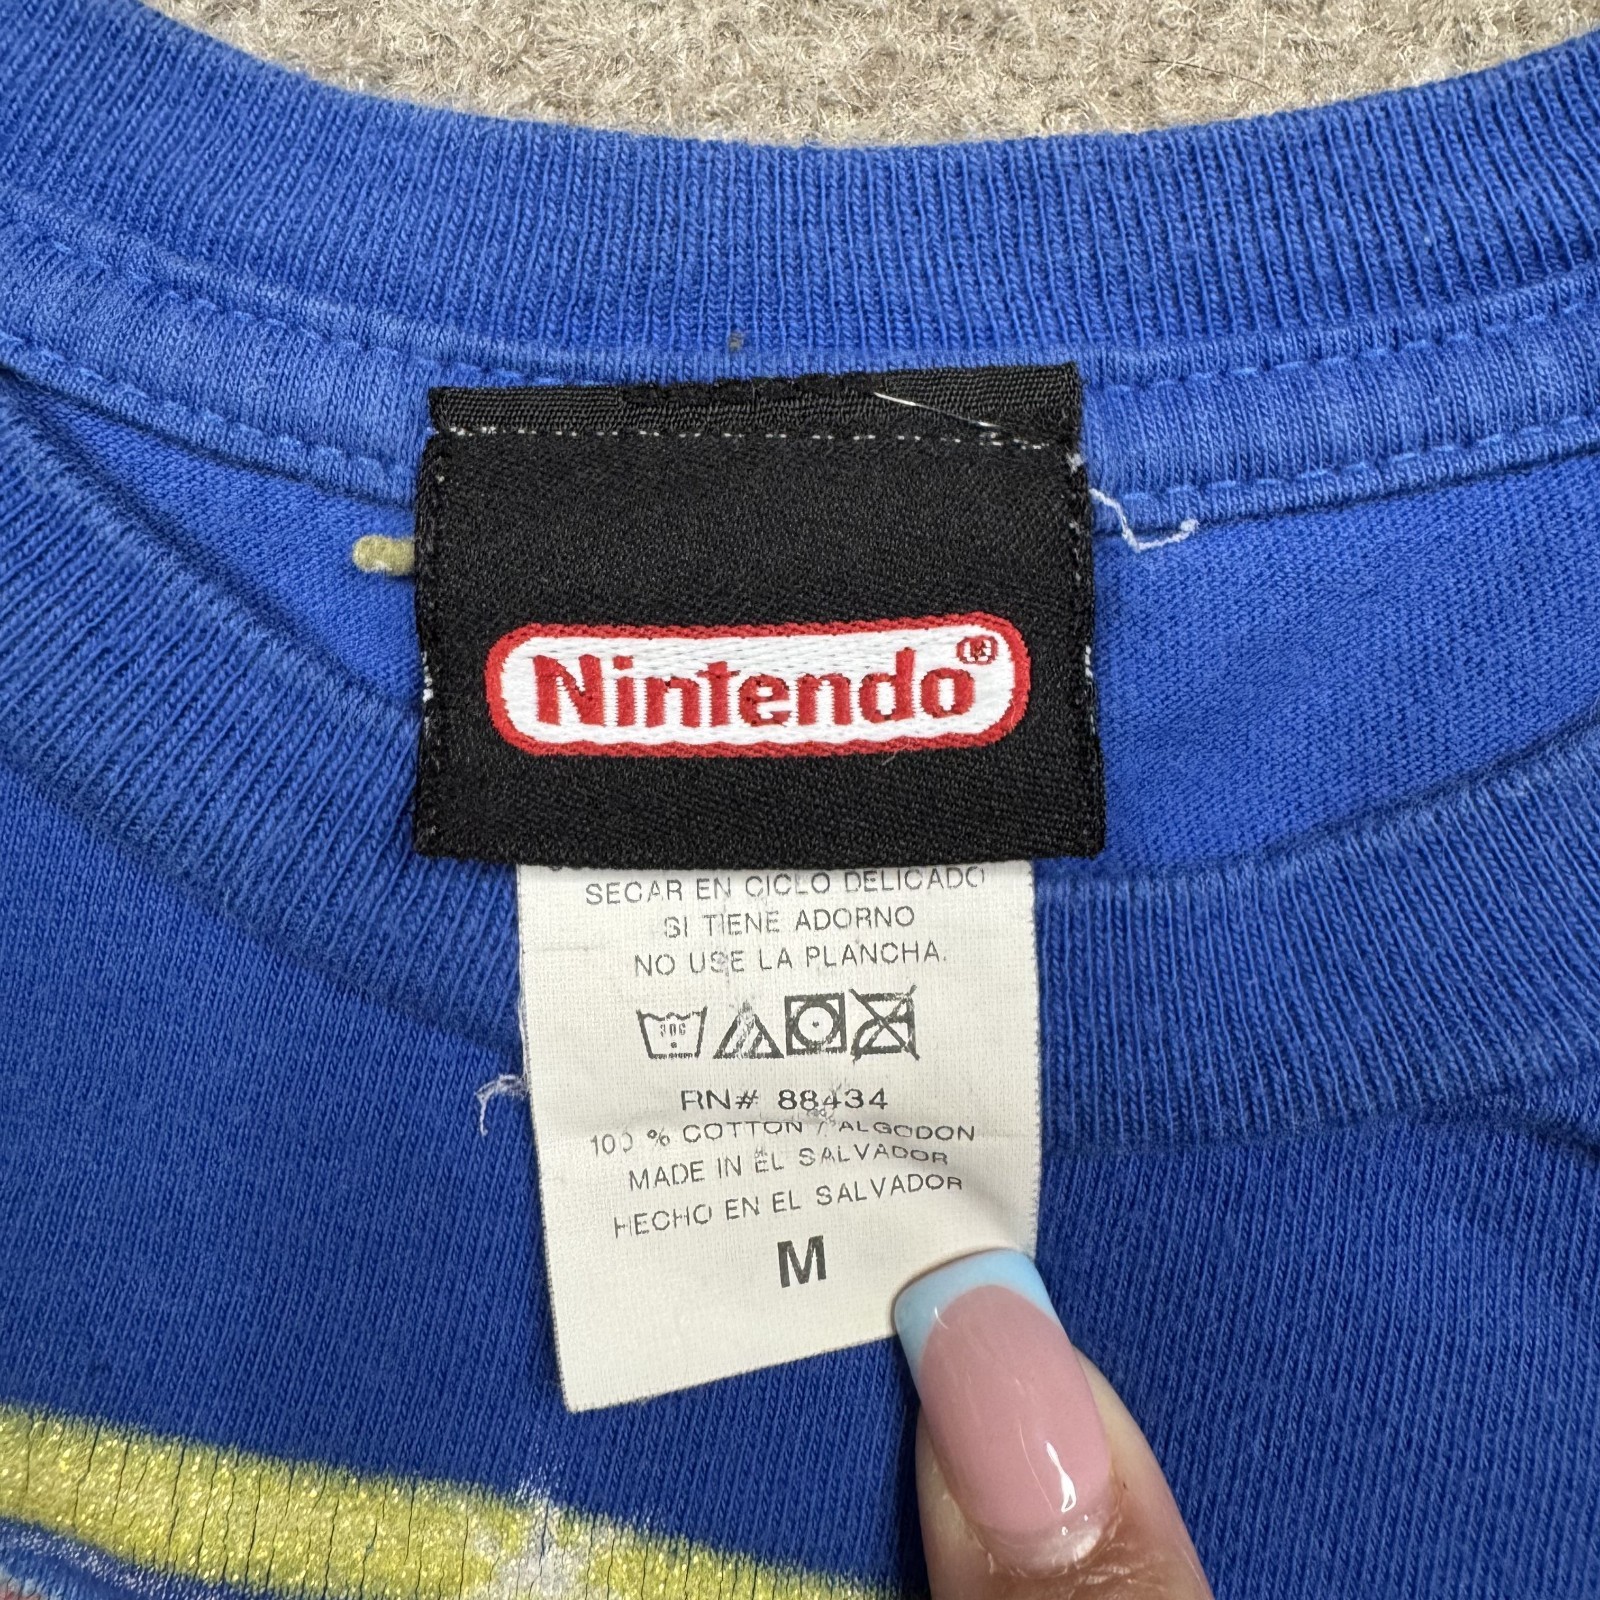 Nintendo®
SECAR EN CICLO DELICADO
SI TIENE ADORNO
NO USE LA PLANCHA.
30C
RN# 88434
100 % COTTON / ALGODON
MADE IN EL SALVADOR
HECHO EN EL SALVADOR
M